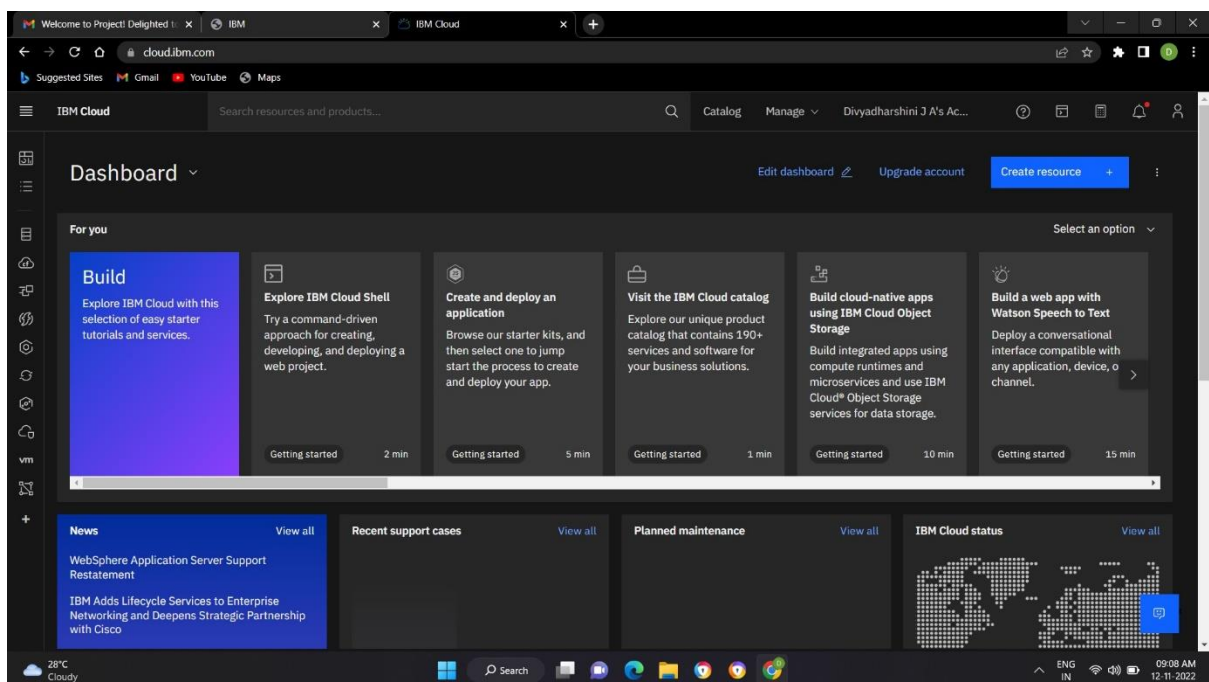 Welcome to Project! Delighted t
IBM
IBM Cloud
cloud.ibm.com
D
Suggested Sites
Gmail
YouTube
Maps
IBM Cloud
Search resources and products...
Catalog
Manage
Divyadharshini J A's Ac...
Dashboard
Edit dashboard
Upgrade account
Create resource +
For you
Select an option
Build
Explore IBM Cloud with this
selection of easy starter
tutorials and services.
Explore IBM Cloud Shell
Try a command-driven
approach for creating,
developing, and deploying a
web project.
Getting started 2 min
Create and deploy an
application
Browse our starter kits, and
then select one to jump
start the process to create
and deploy your app.
Getting started 5 min
Visit the IBM Cloud catalog
Explore our unique product
catalog that contains 190+
services and software for
your business solutions.
Getting started 1 min
Build cloud-native apps
using IBM Cloud Object
Storage
Build integrated apps using
compute runtimes and
microservices and use IBM
Cloud® Object Storage
services for data storage.
Getting started 10 min
Build a web app with
Watson Speech to Text
Deploy a conversational
interface compatible with
any application, device, o
channel.
Getting started 15 min
vm
News View all
WebSphere Application Server Support
Restatement
IBM Adds Lifecycle Services to Enterprise
Networking and Deepens Strategic Partnership
with Cisco
Recent support cases View all
Planned maintenance View all
IBM Cloud status View all
28°C
Cloudy
Search
ENG
IN
09:08 AM
12-11-2022